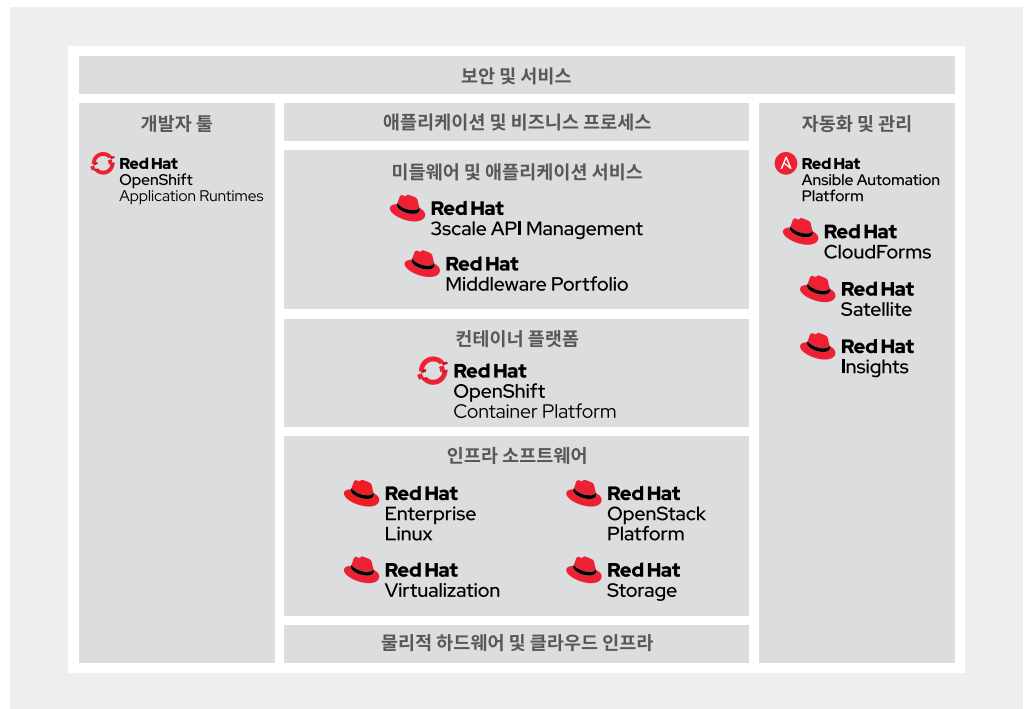 보안 및 서비스
개발자 툴
Red Hat
OpenShift
Application Runtimes
애플리케이션 및 비즈니스 프로세스
미들웨어 및 애플리케이션 서비스
Red Hat
3scale API Management
Red Hat
Middleware Portfolio
컨테이너 플랫폼
Red Hat
OpenShift
Container Platform
인프라 소프트웨어
Red Hat
Enterprise
Linux
Red Hat
OpenStack
Platform
Red Hat
Virtualization
Red Hat
Storage
물리적 하드웨어 및 클라우드 인프라
자동화 및 관리
Red Hat
Ansible Automation
Platform
Red Hat
CloudForms
Red Hat
Satellite
Red Hat
Insights